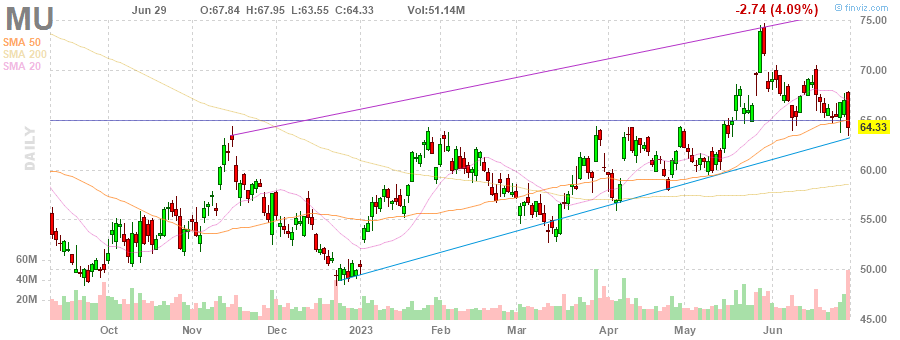 MU
Jun 29 O:67.84 H:67.95 L:63.55 C:64.33 Vol:51.14M -2.74 (4.09%)
© finviz.com
SMA 50
SMA 200
SMA 20
DAILY
75.00
70.00
65.00
64.33
60.00
55.00
50.00
45.00
60M
40M
20M
Oct Nov Dec 2023 Feb Mar Apr May Jun